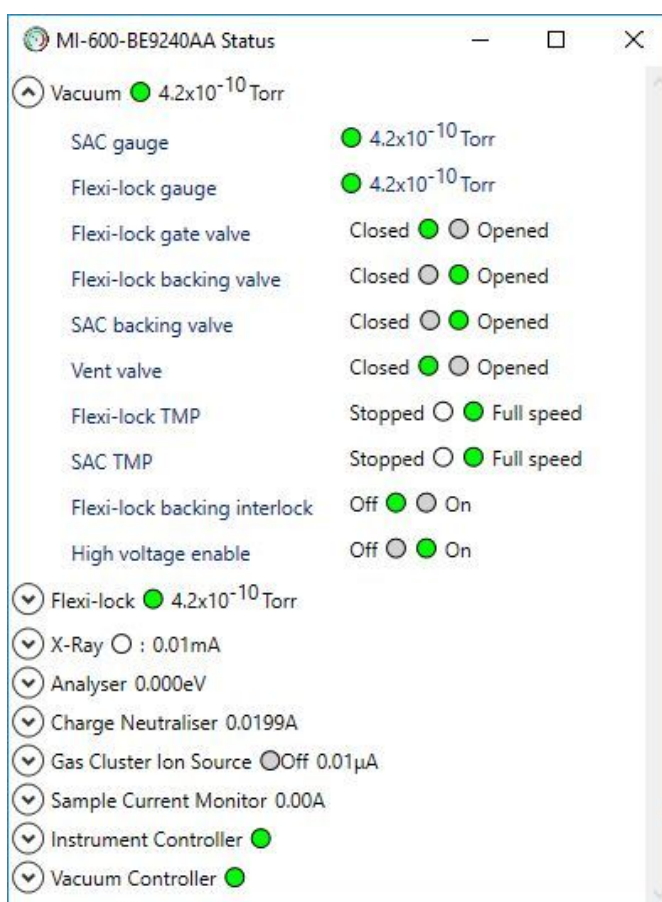 MI-600-BE9240AA Status
Vacuum 4.2x10⁻¹⁰ Torr
SAC gauge 4.2x10⁻¹⁰ Torr
Flexi-lock gauge 4.2x10⁻¹⁰ Torr
Flexi-lock gate valve Closed Opened
Flexi-lock backing valve Closed Opened
SAC backing valve Closed Opened
Vent valve Closed Opened
Flexi-lock TMP Stopped Full speed
SAC TMP Stopped Full speed
Flexi-lock backing interlock Off On
High voltage enable Off On
Flexi-lock 4.2x10⁻¹⁰ Torr
X-Ray : 0.01mA
Analyser 0.000eV
Charge Neutraliser 0.0199A
Gas Cluster Ion Source Off 0.01µA
Sample Current Monitor 0.00A
Instrument Controller
Vacuum Controller